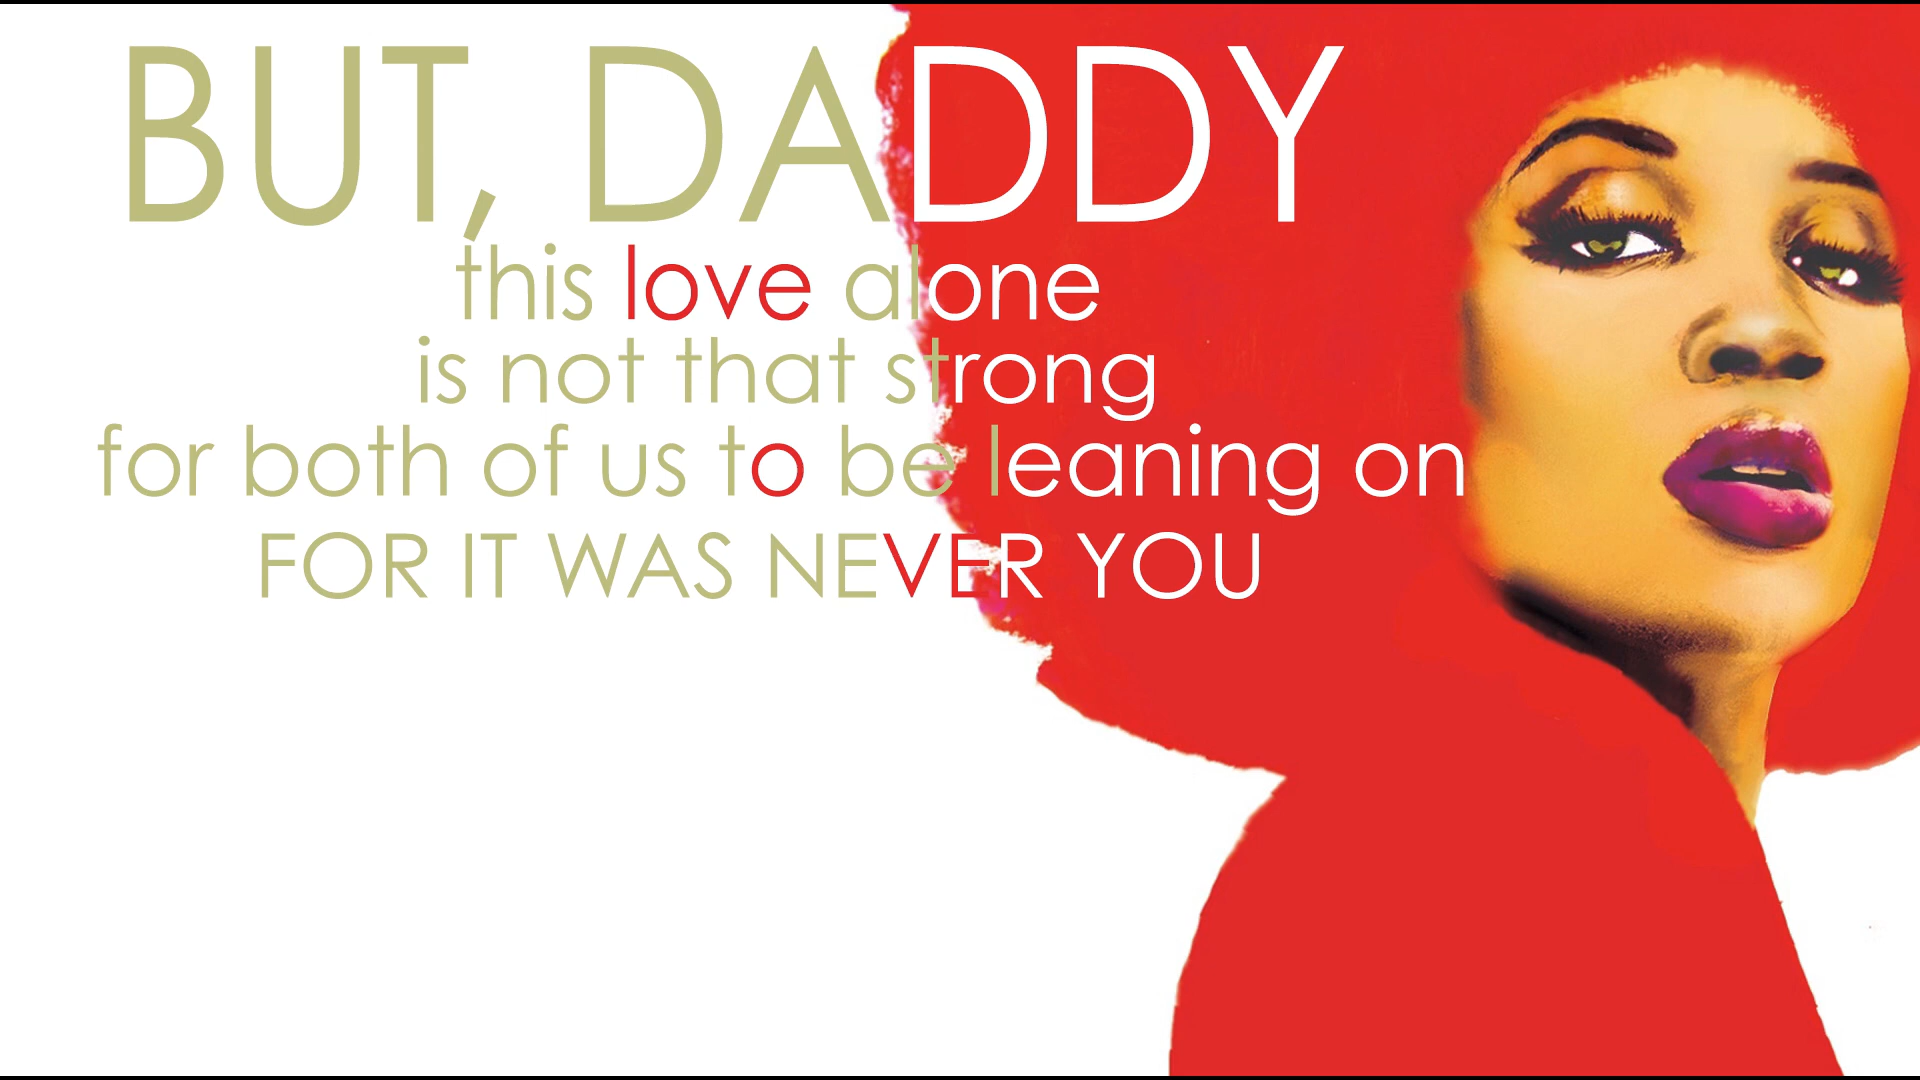 BUT, DADDY
this love alone
is not that strong
for both of us to be leaning on
FOR IT WAS NEVER YOU